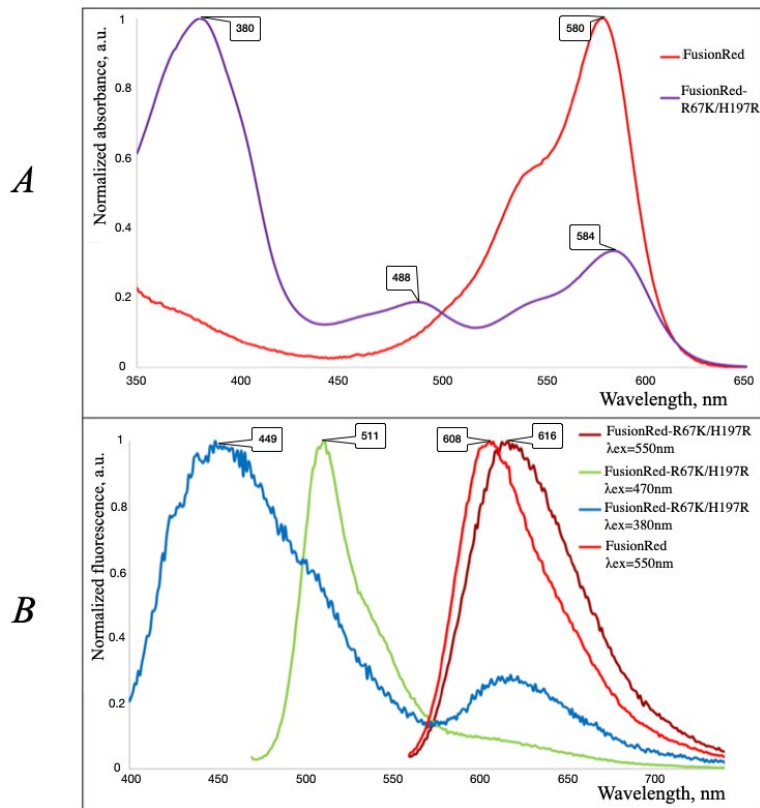 A
Normalized absorbance, a.u.
1
0.8
0.6
0.4
0.2
0
350
400
450
500
550
600
650
Wavelength, nm
380
488
580
584
FusionRed
FusionRed-
R67K/H197R
B
Normalized fluorescence, a.u.
1
0.8
0.6
0.4
0.2
0
400
450
500
550
600
650
700
Wavelength, nm
449
511
608
616
FusionRed-R67K/H197R
λex=550nm
FusionRed-R67K/H197R
λex=470nm
FusionRed-R67K/H197R
λex=380nm
FusionRed
λex=550nm